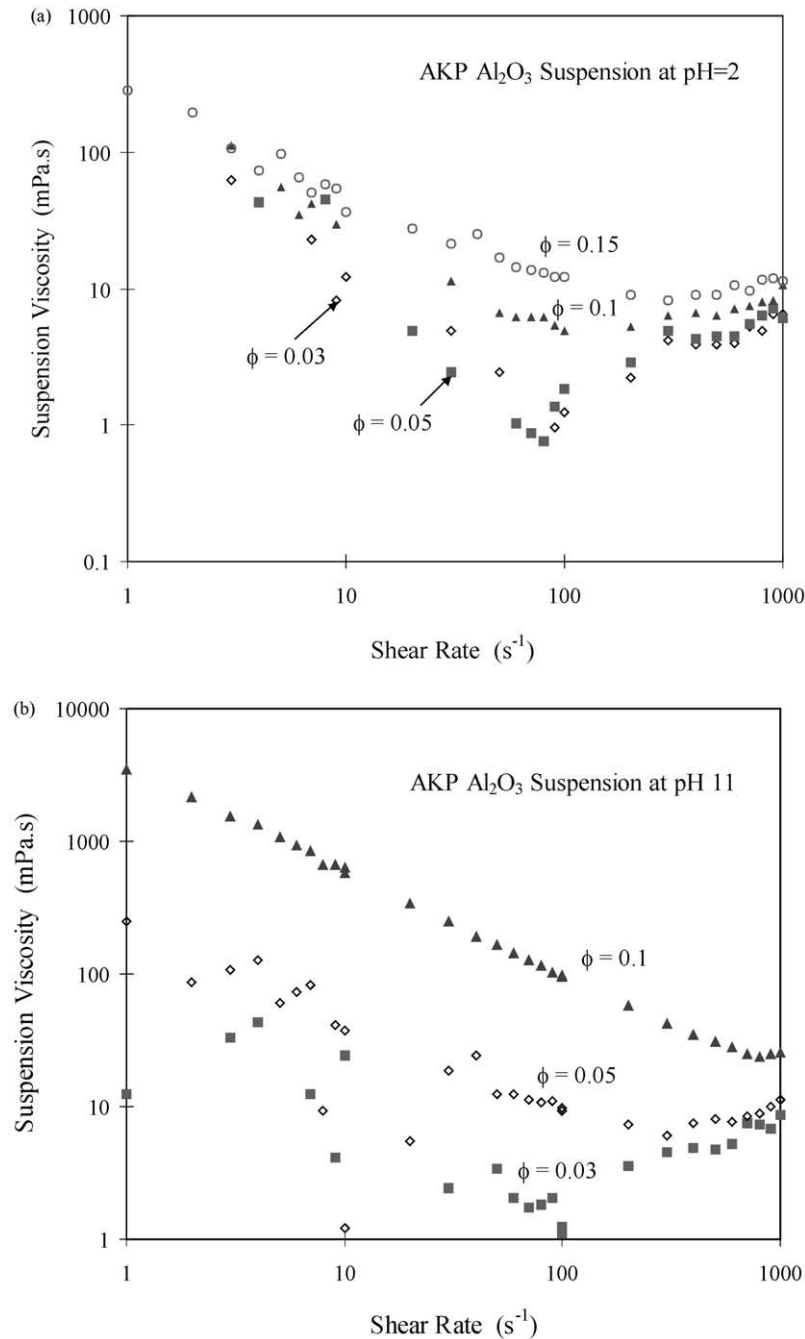 (a)
1000
AKP Al₂O₃ Suspension at pH=2
100
Suspension Viscosity (mPa.s)
ϕ = 0.15
10
ϕ = 0.1
ϕ = 0.03
ϕ = 0.05
1
0.1
1 10 100 1000
Shear Rate (s⁻¹)
(b)
10000
AKP Al₂O₃ Suspension at pH 11
1000
Suspension Viscosity (mPa.s)
100
ϕ = 0.1
ϕ = 0.05
10
ϕ = 0.03
1
1 10 100 1000
Shear Rate (s⁻¹)